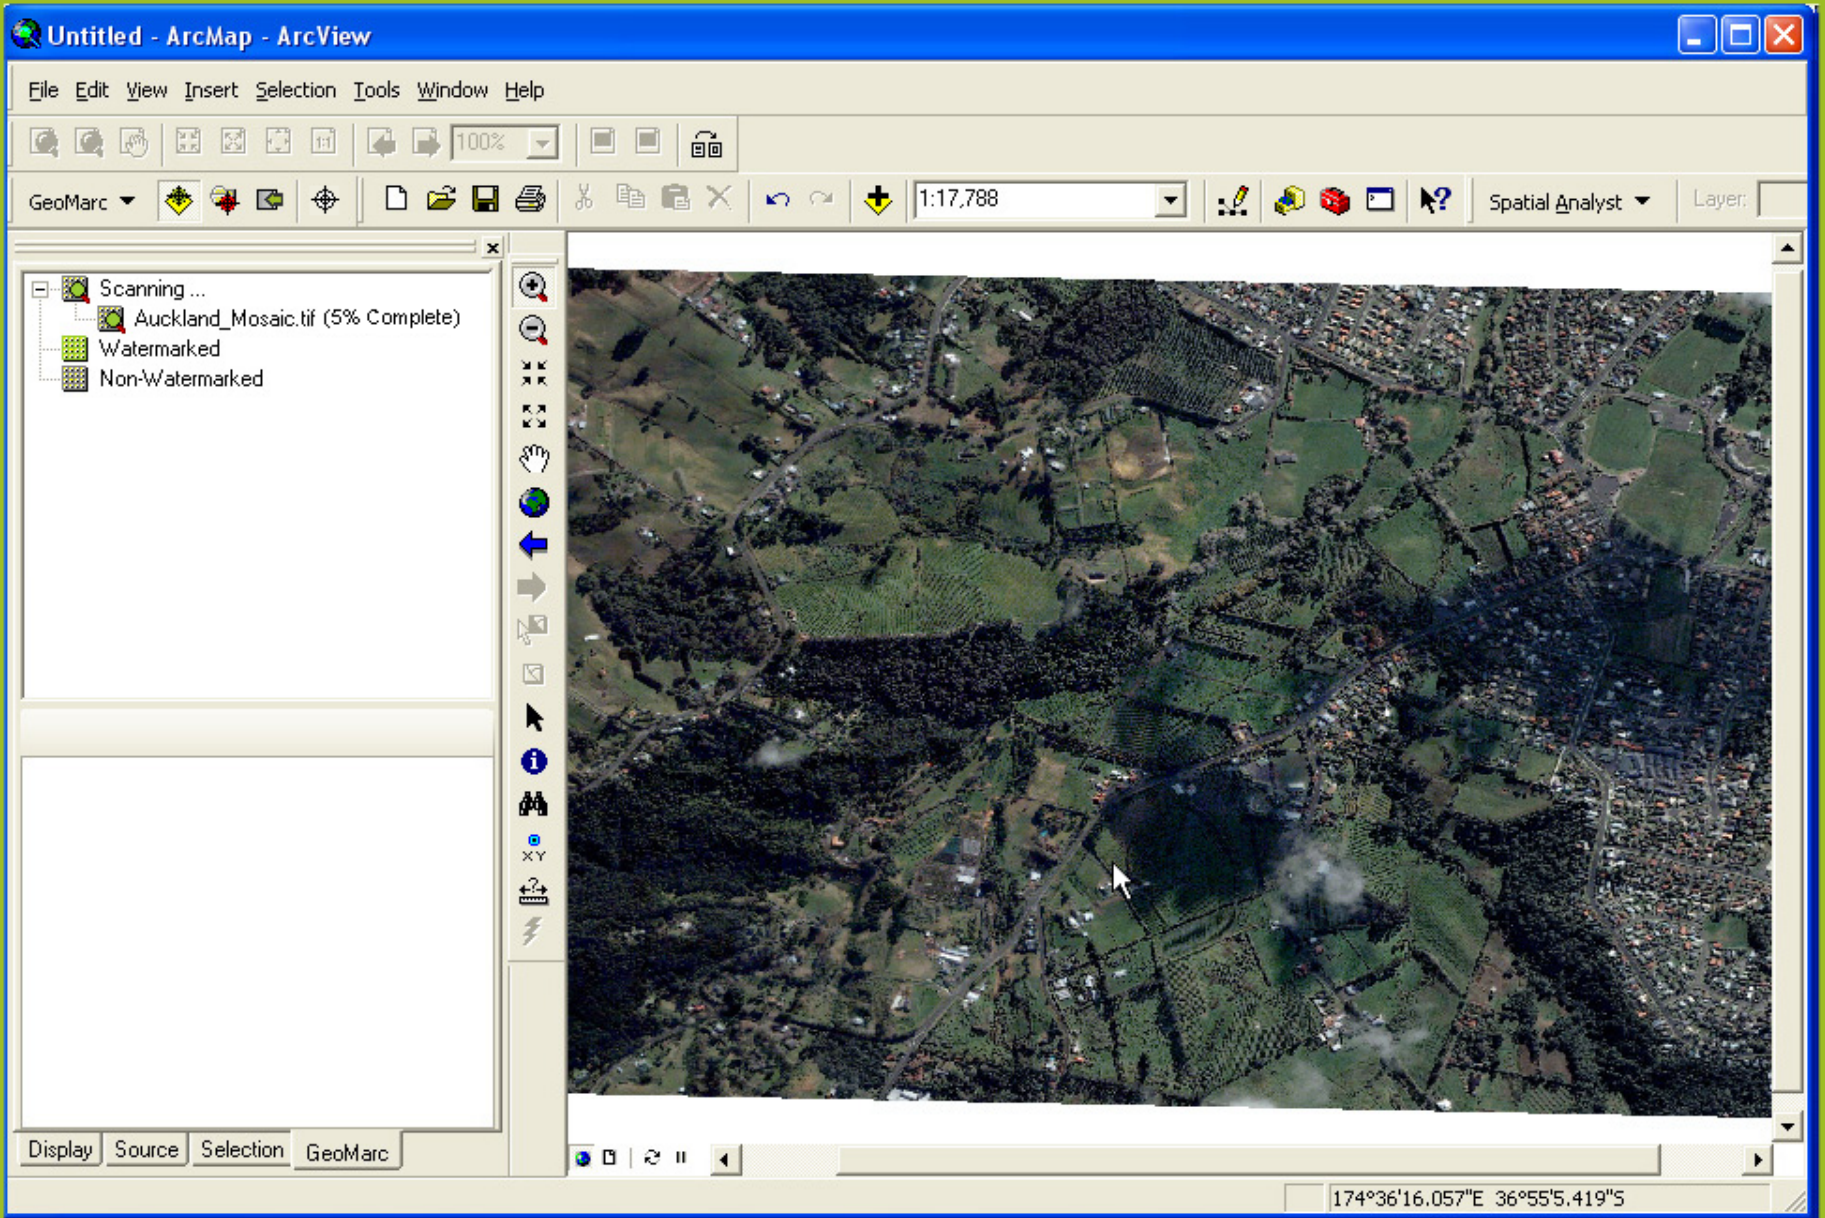 Untitled - ArcMap - ArcView
File Edit View Insert Selection Tools Window Help
1:1 100%
GeoMarc 1:17,788 Spatial Analyst Layer:
Scanning ...
Auckland_Mosaic.tif (5% Complete)
Watermarked
Non-Watermarked
XY
Display Source Selection GeoMarc
174°36'16.057"E 36°55'5.419"S